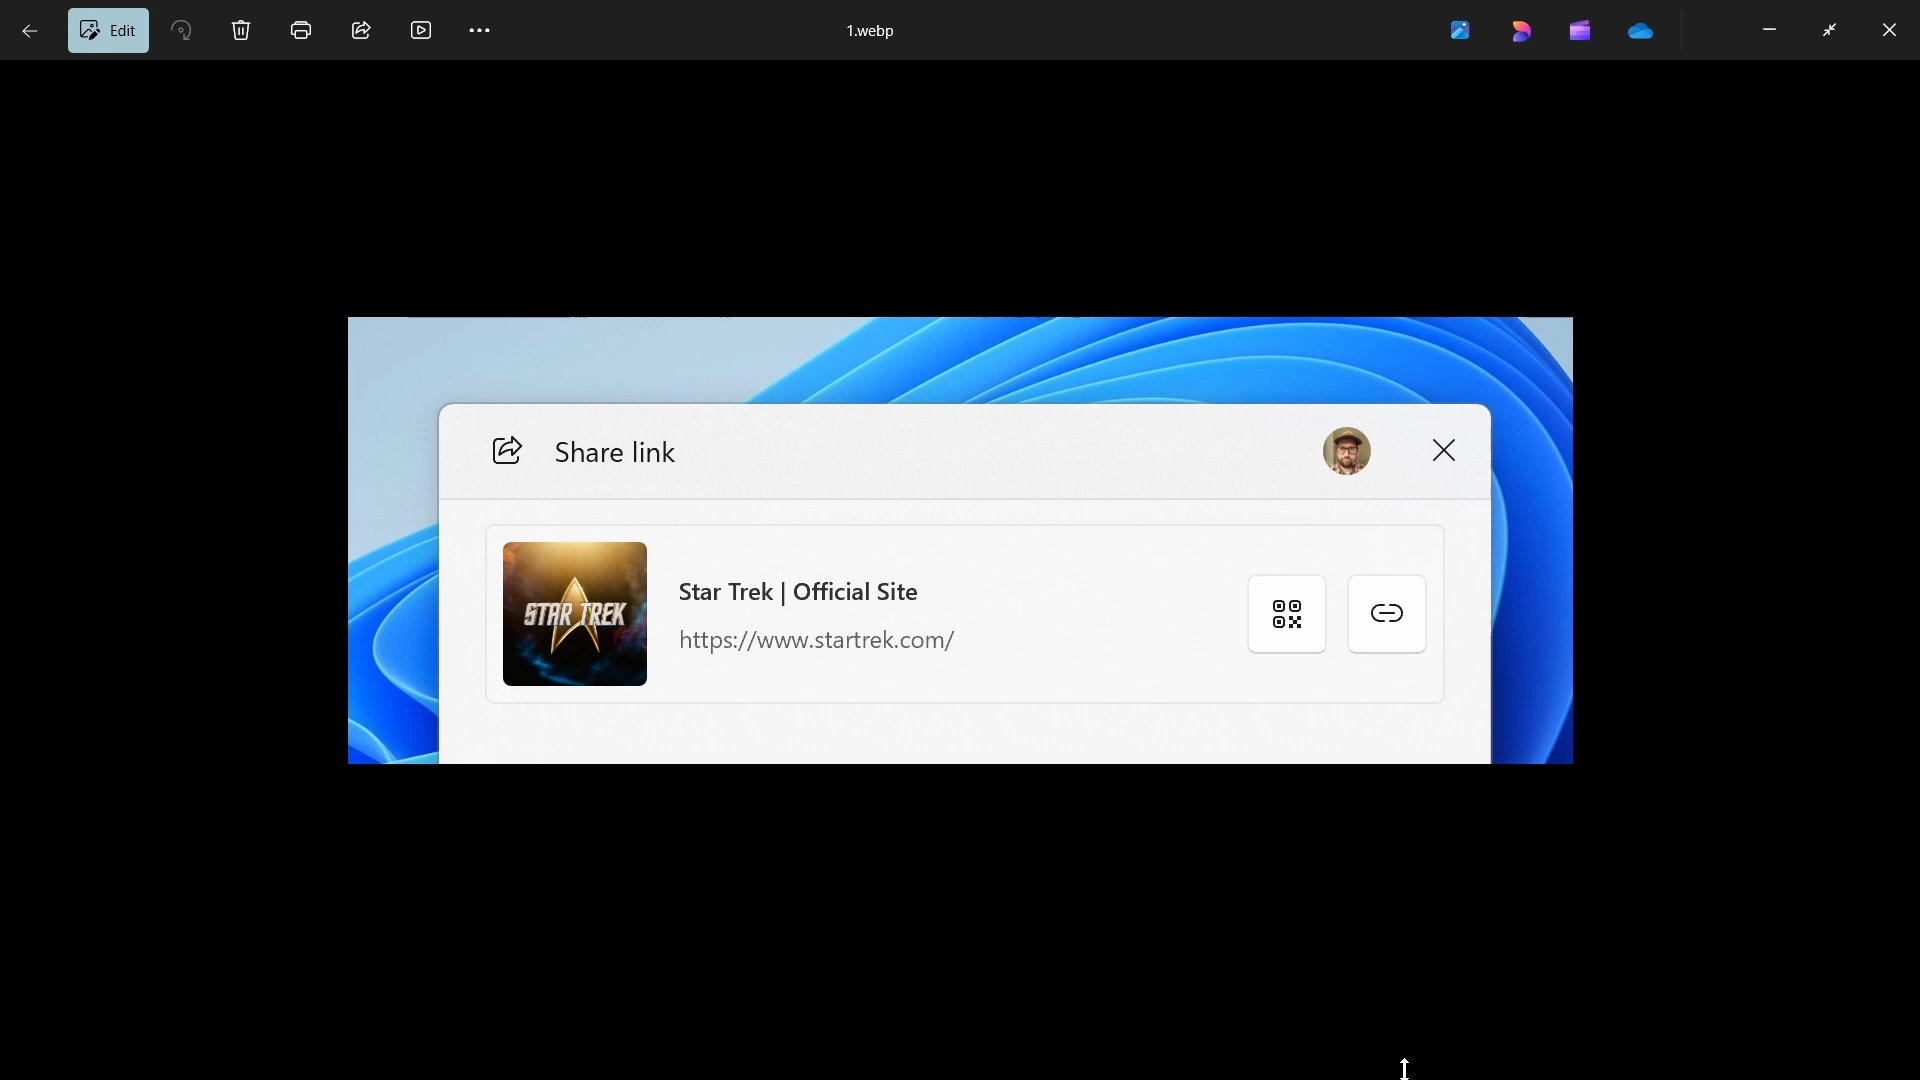 Edit
1.webp
Share link
STAR TREK
Star Trek | Official Site
https://www.startrek.com/